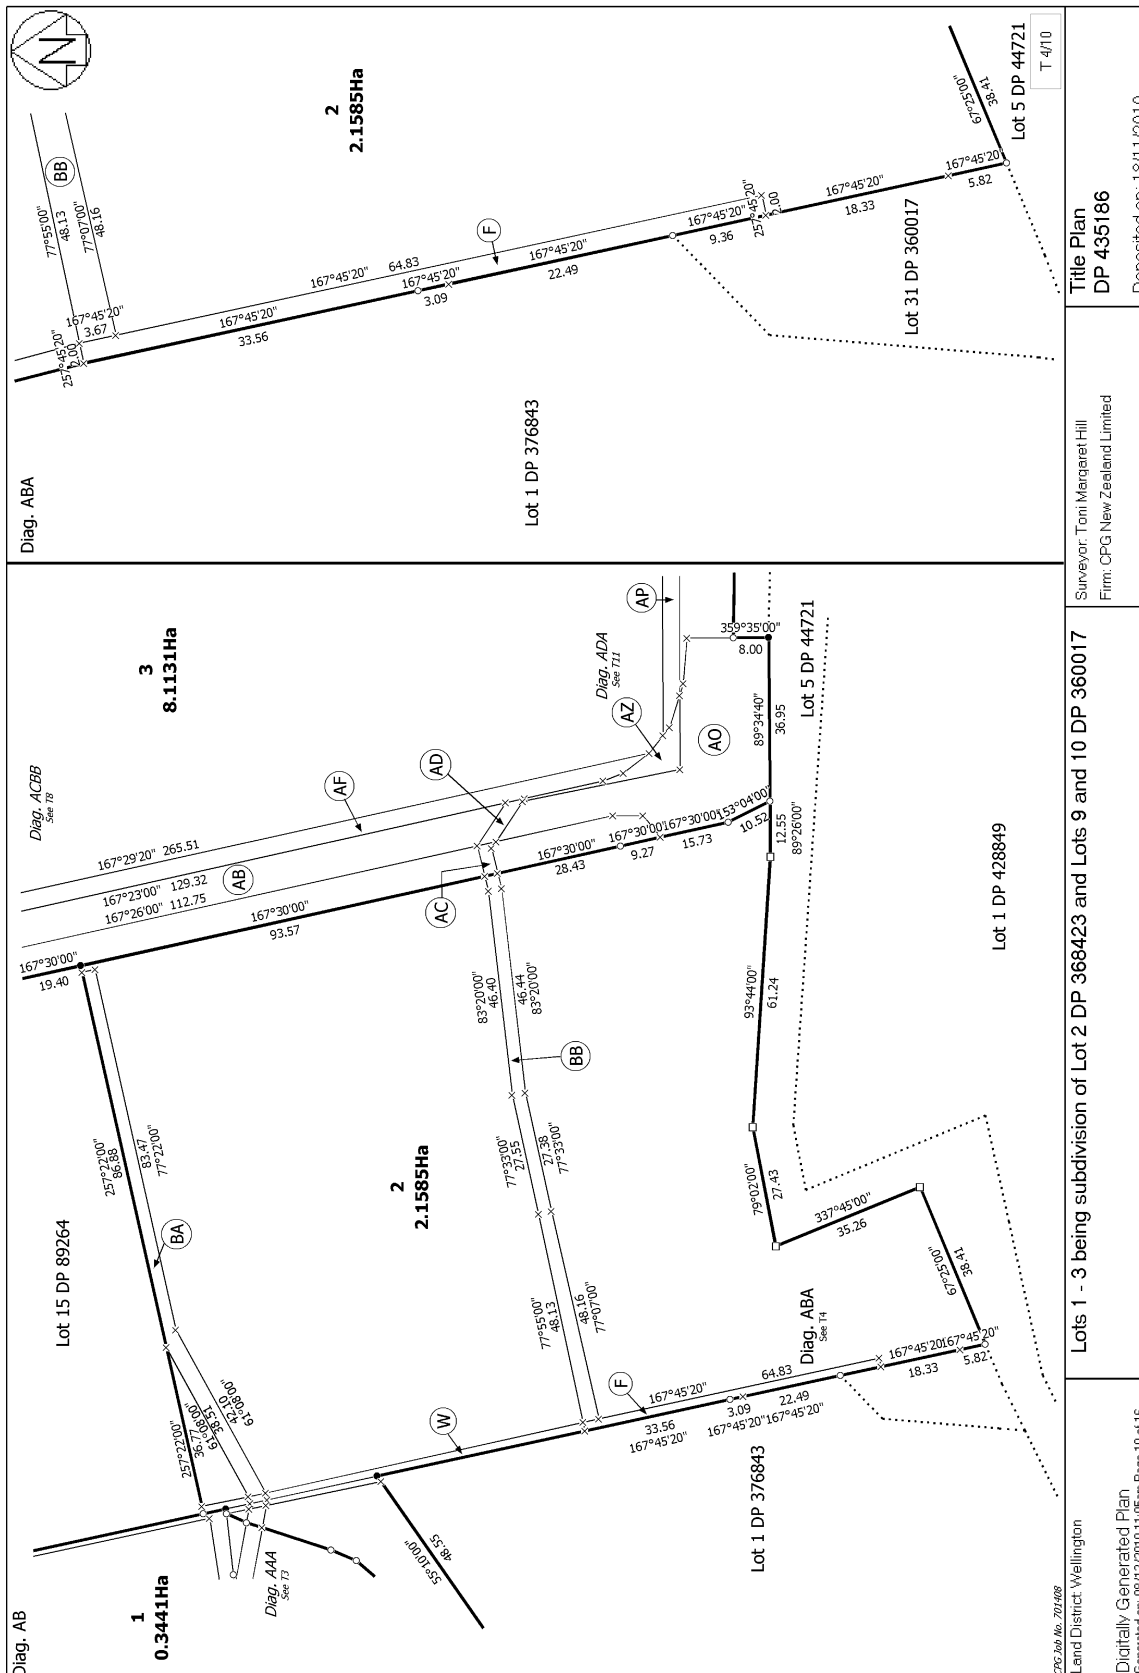 Diag. AB
1
0.3441Ha
Diag. AAA
See T3
Lot 15 DP 89264
257°22'00"
36.77
61°08'00"
38.51
42.10
61°08'00"
BA
257°22'00"
86.88
83.47
77°22'00"
167°30'00"
19.40
Diag. ACBB
See T8
167°29'20" 265.51
167°23'00" 129.32
167°26'00" 112.75
AB
AF
167°30'00"
93.57
3
8.1131Ha
AD
AC
Diag. ADA
See T11
AP
AZ
AO
W
55°10'00"
48.55
2
2.1585Ha
77°55'00"
48.13
48.16
77°07'00"
77°33'00"
27.55
27.38
77°33'00"
83°20'00"
46.40
46.44
83°20'00"
BB
167°30'00"
28.43
167°30'00"
9.27
167°30'00"
15.73
153°04'00"
10.52
359°35'00"
8.00
89°34'40"
36.95
12.55
89°26'00"
Lot 5 DP 44721
93°44'00"
61.24
79°02'00"
27.43
337°45'00"
35.26
67°25'00"
38.41
F
167°45'20"
64.83
33.56
167°45'20"
3.09
167°45'20"
22.49
167°45'20"
Diag. ABA
See T4
167°45'20"
18.33
167°45'20"
5.82
Lot 1 DP 376843
Lot 1 DP 428849
Diag. ABA
N
257°45'20"
2.00
167°45'20"
3.67
77°55'00"
48.13
77°07'00"
48.16
BB
2
2.1585Ha
167°45'20"
64.83
167°45'20"
33.56
167°45'20"
3.09
F
167°45'20"
22.49
167°45'20"
9.36
167°45'20"
257°45'20"
2.00
167°45'20"
18.33
167°45'20"
5.82
67°25'00"
38.41
Lot 1 DP 376843
Lot 31 DP 360017
Lot 5 DP 44721
T 4/10
CPG Job No. 701408
Land District: Wellington
Digitally Generated Plan
Lots 1 - 3 being subdivision of Lot 2 DP 368423 and Lots 9 and 10 DP 360017
Surveyor: Toni Margaret Hill
Firm: CPG New Zealand Limited
Title Plan
DP 435186